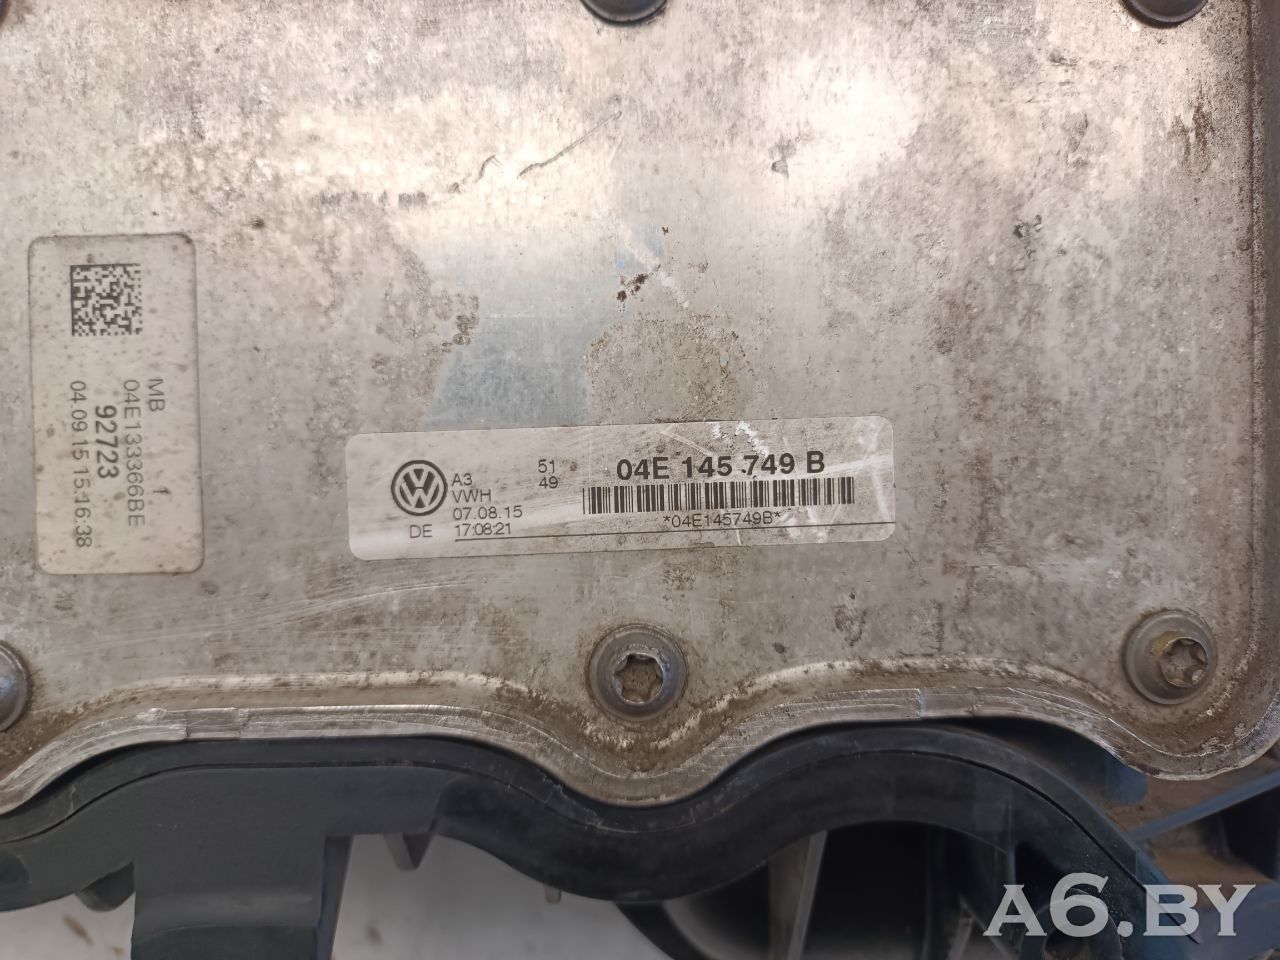 MB 1
04E133366BE
92723
04.09.15 15:16:38
A3 51
VWH 49
07.08.15
DE 17:08:21
04E 145 749 B
*04E145749B*
A6.BY